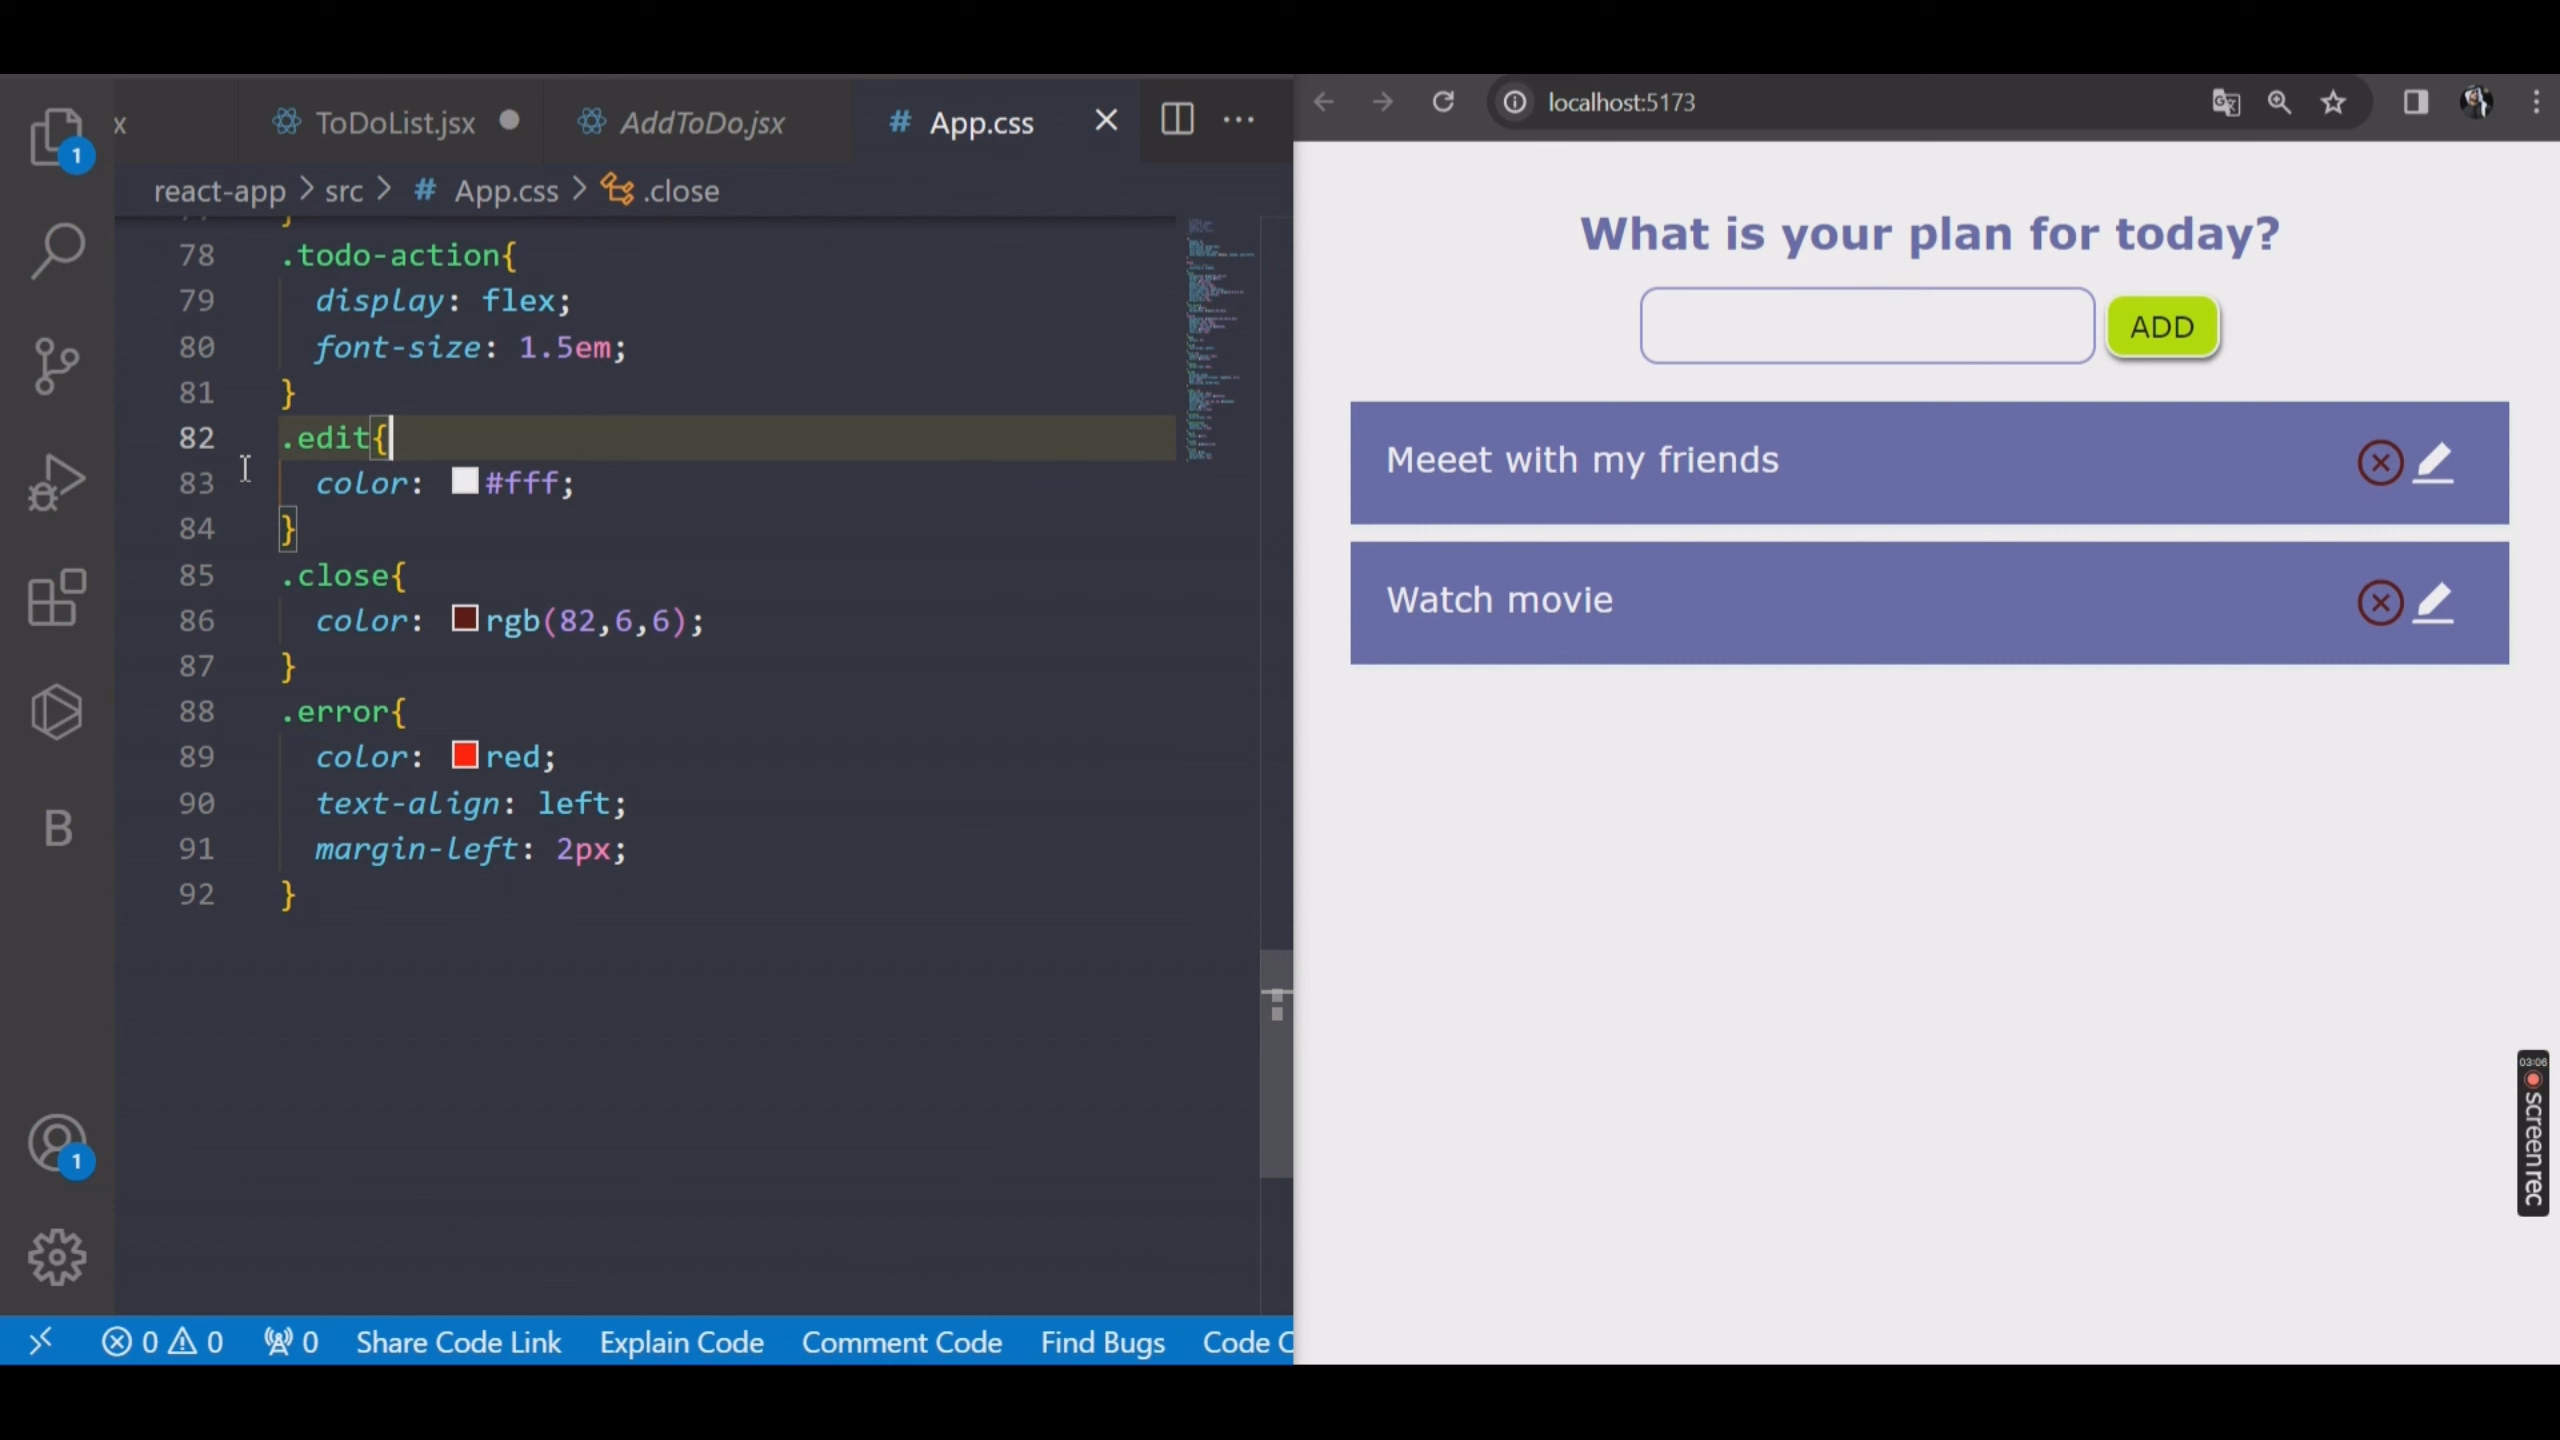 x
ToDoList.jsx
AddToDo.jsx
# App.css
react-app > src > # App.css > .close
78 .todo-action{
79 display: flex;
80 font-size: 1.5em;
81 }
82 .edit{
83 color: #fff;
84 }
85 .close{
86 color: rgb(82,6,6);
87 }
88 .error{
89 color: red;
90 text-align: left;
91 margin-left: 2px;
92 }
B
1
1
0 0 0 Share Code Link Explain Code Comment Code Find Bugs Code
localhost:5173
What is your plan for today?
ADD
Meeet with my friends
Watch movie
03:06
screen rec